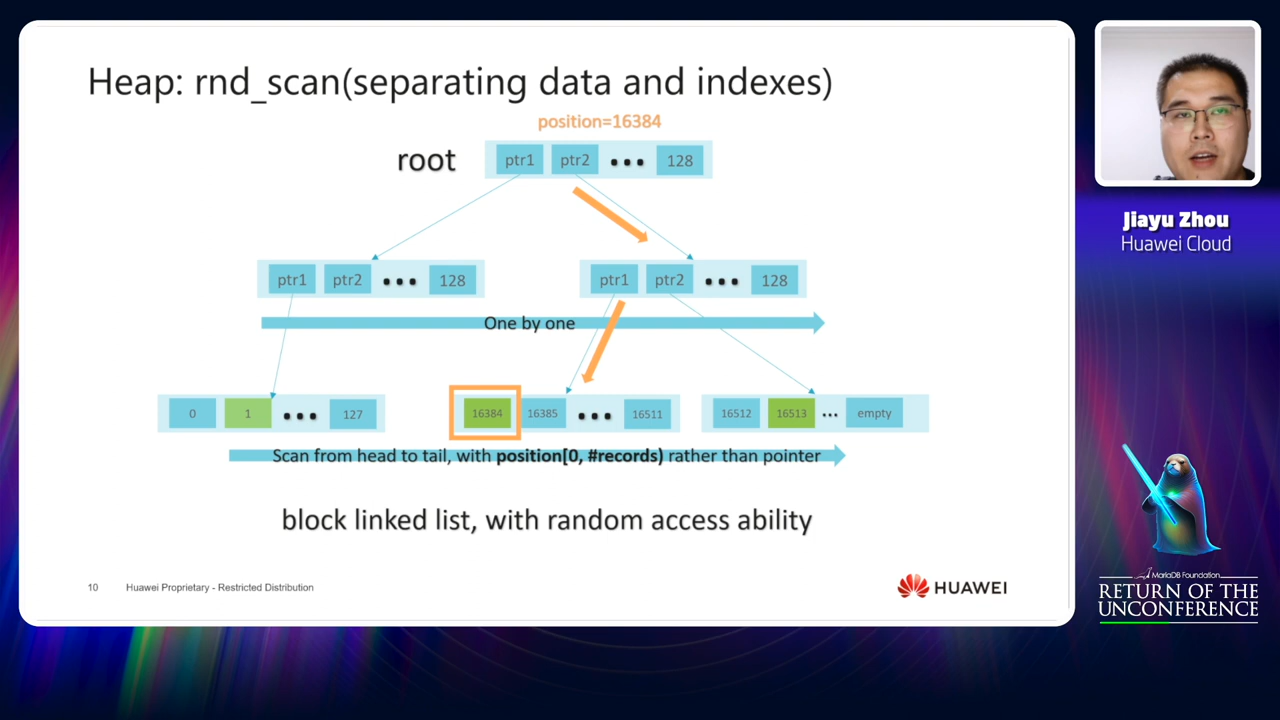 Heap: rnd_scan(separating data and indexes)
position=16384
root
ptr1 ptr2 ••• 128
ptr1 ptr2 ••• 128
ptr1 ptr2 ••• 128
One by one
0 1 ••• 127
16384 16385 ••• 16511
16512 16513 ••• empty
Scan from head to tail, with position[0, #records) rather than pointer
block linked list, with random access ability
10 Huawei Proprietary - Restricted Distribution
HUAWEI
Jiayu Zhou
Huawei Cloud
MariaDB Foundation
RETURN OF THE
UNCONFERENCE